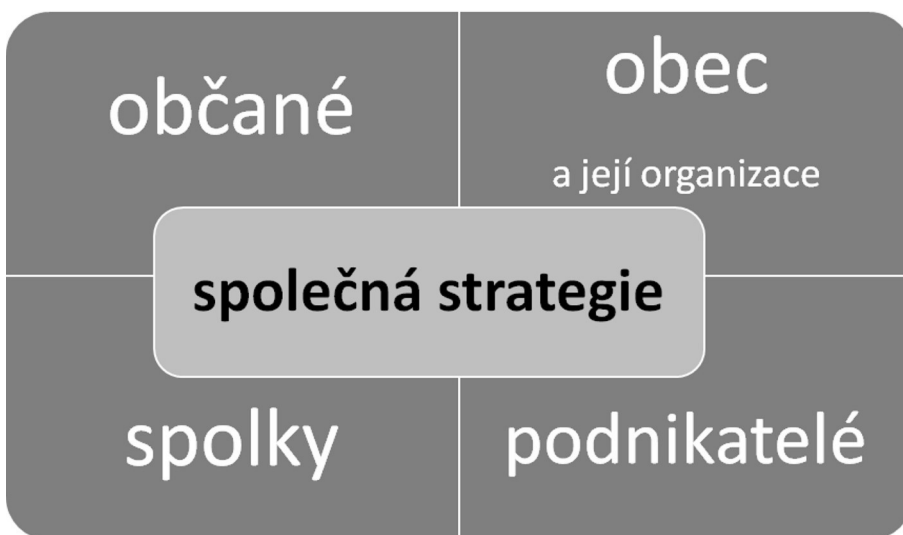 občané
obec
a její organizace
společná strategie
spolky
podnikatelé